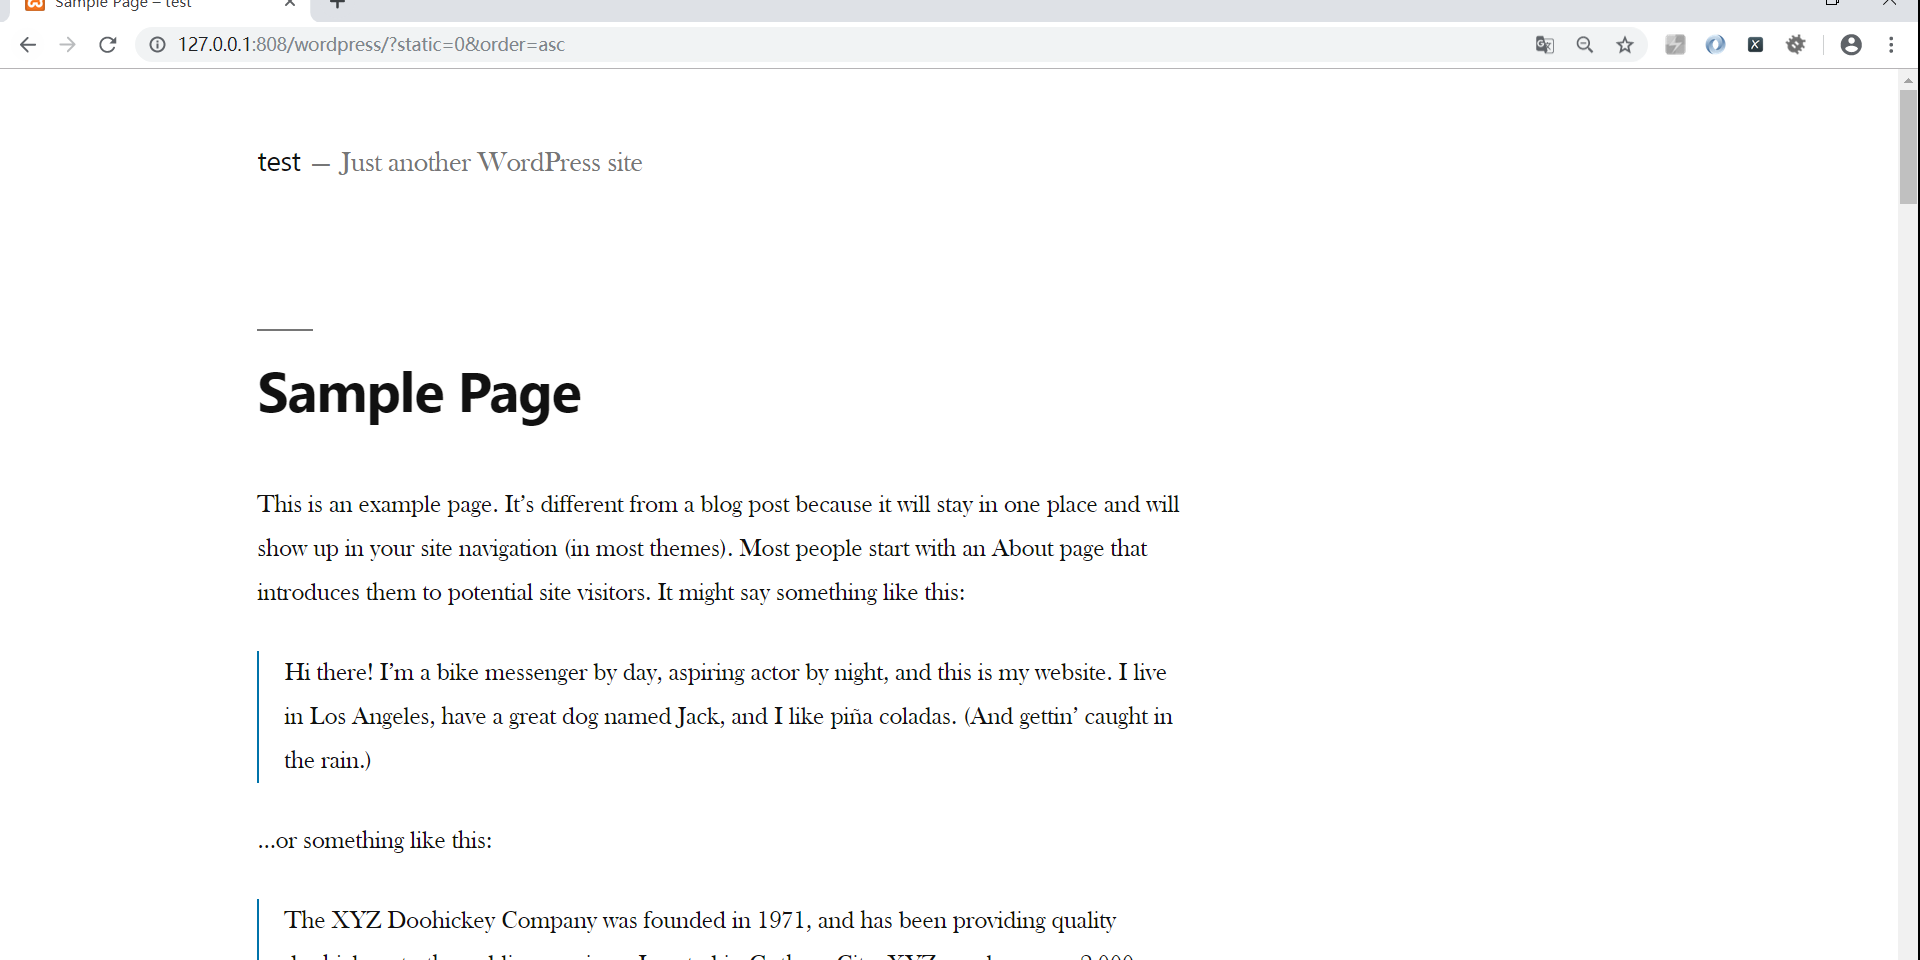 Sample Page – test
127.0.0.1:808/wordpress/?static=0&order=asc
test — Just another WordPress site
Sample Page
This is an example page. It’s different from a blog post because it will stay in one place and will
show up in your site navigation (in most themes). Most people start with an About page that
introduces them to potential site visitors. It might say something like this:
Hi there! I’m a bike messenger by day, aspiring actor by night, and this is my website. I live
in Los Angeles, have a great dog named Jack, and I like piña coladas. (And gettin’ caught in
the rain.)
…or something like this:
The XYZ Doohickey Company was founded in 1971, and has been providing quality